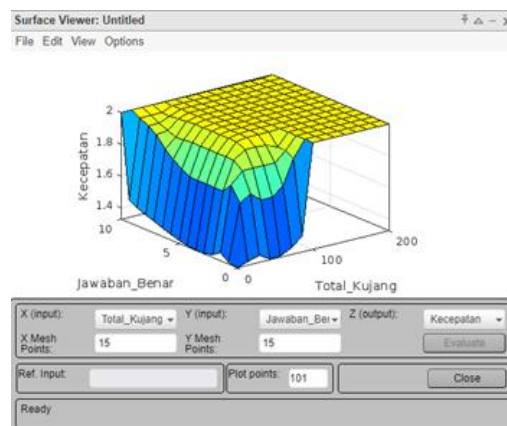 Surface Viewer: Untitled
File Edit View Options
2
1.8
1.6
1.4
Kecepatan
10
5
0
Jawaban_Benar
0
100
200
Total_Kujang
X (input): Total_Kujang Y (input): Jawaban_Ber Z (output): Kecepatan
X Mesh Points: 15 Y Mesh Points: 15 Evaluate
Ref. Input: Plot points: 101 Close
Ready